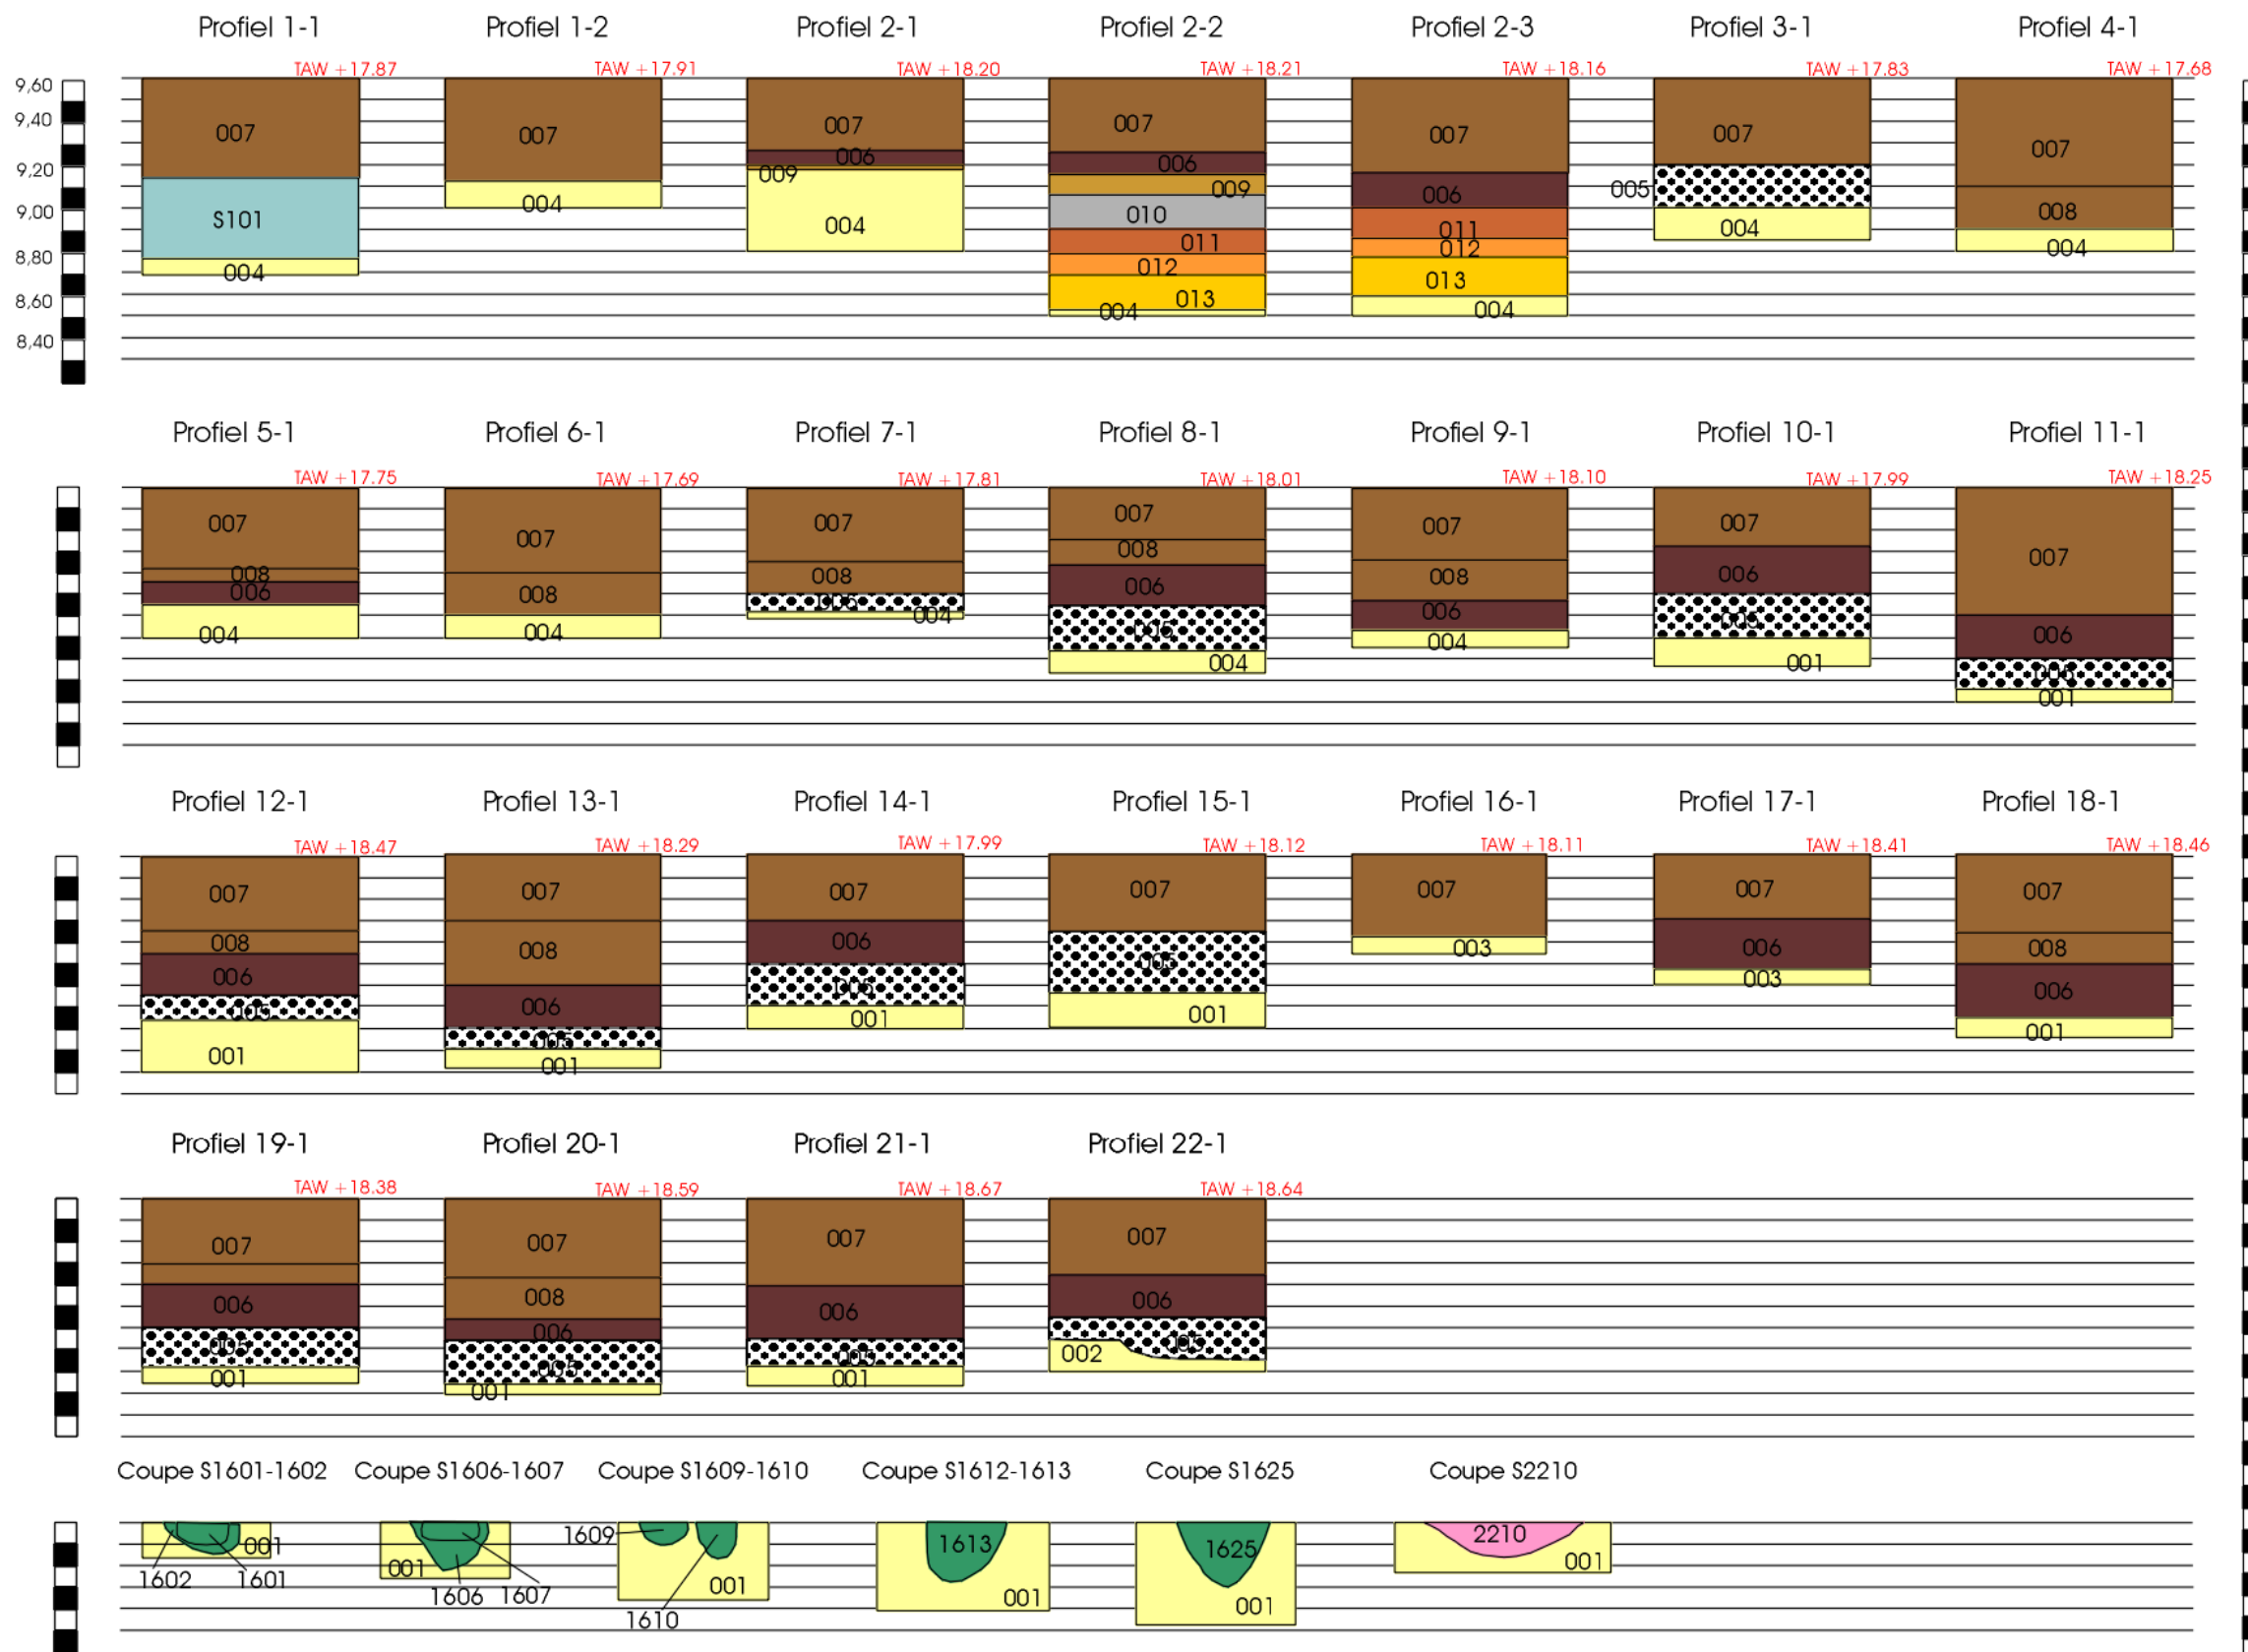 Profiel 1-1 Profiel 1-2 Profiel 2-1 Profiel 2-2 Profiel 2-3 Profiel 3-1 Profiel 4-1
TAW +17.87 TAW +17.91 TAW +18.20 TAW +18.21 TAW +18.16 TAW +17.83 TAW +17.68
9,60
9,40
9,20
9,00
8,80
8,60
8,40
007 S101 004
007 004
007 006 009 004
007 006 009 010 011 012 013 004
007 006 011 012 013 004
007 005 004
007 008 004
Profiel 5-1 Profiel 6-1 Profiel 7-1 Profiel 8-1 Profiel 9-1 Profiel 10-1 Profiel 11-1
TAW +17.75 TAW +17.69 TAW +17.81 TAW +18.01 TAW +18.10 TAW +17.99 TAW +18.25
007 008 006 004
007 008 004
007 008 005 004
007 008 006 005 004
007 008 006 004
007 006 005 001
007 006 005 001
Profiel 12-1 Profiel 13-1 Profiel 14-1 Profiel 15-1 Profiel 16-1 Profiel 17-1 Profiel 18-1
TAW +18.47 TAW +18.29 TAW +17.99 TAW +18.12 TAW +18.11 TAW +18.41 TAW +18.46
007 008 006 005 001
007 008 006 005 001
007 006 005 001
007 005 001
007 003
007 006 003
007 008 006 001
Profiel 19-1 Profiel 20-1 Profiel 21-1 Profiel 22-1
TAW +18.38 TAW +18.59 TAW +18.67 TAW +18.64
007 006 005 001
007 008 006 005 001
007 006 005 001
007 006 005 002
Coupe S1601-1602 Coupe S1606-1607 Coupe S1609-1610 Coupe S1612-1613 Coupe S1625 Coupe S2210
001 1602 1601
001 1606 1607
1609 001 1610
1613 001
1625 001
2210 001